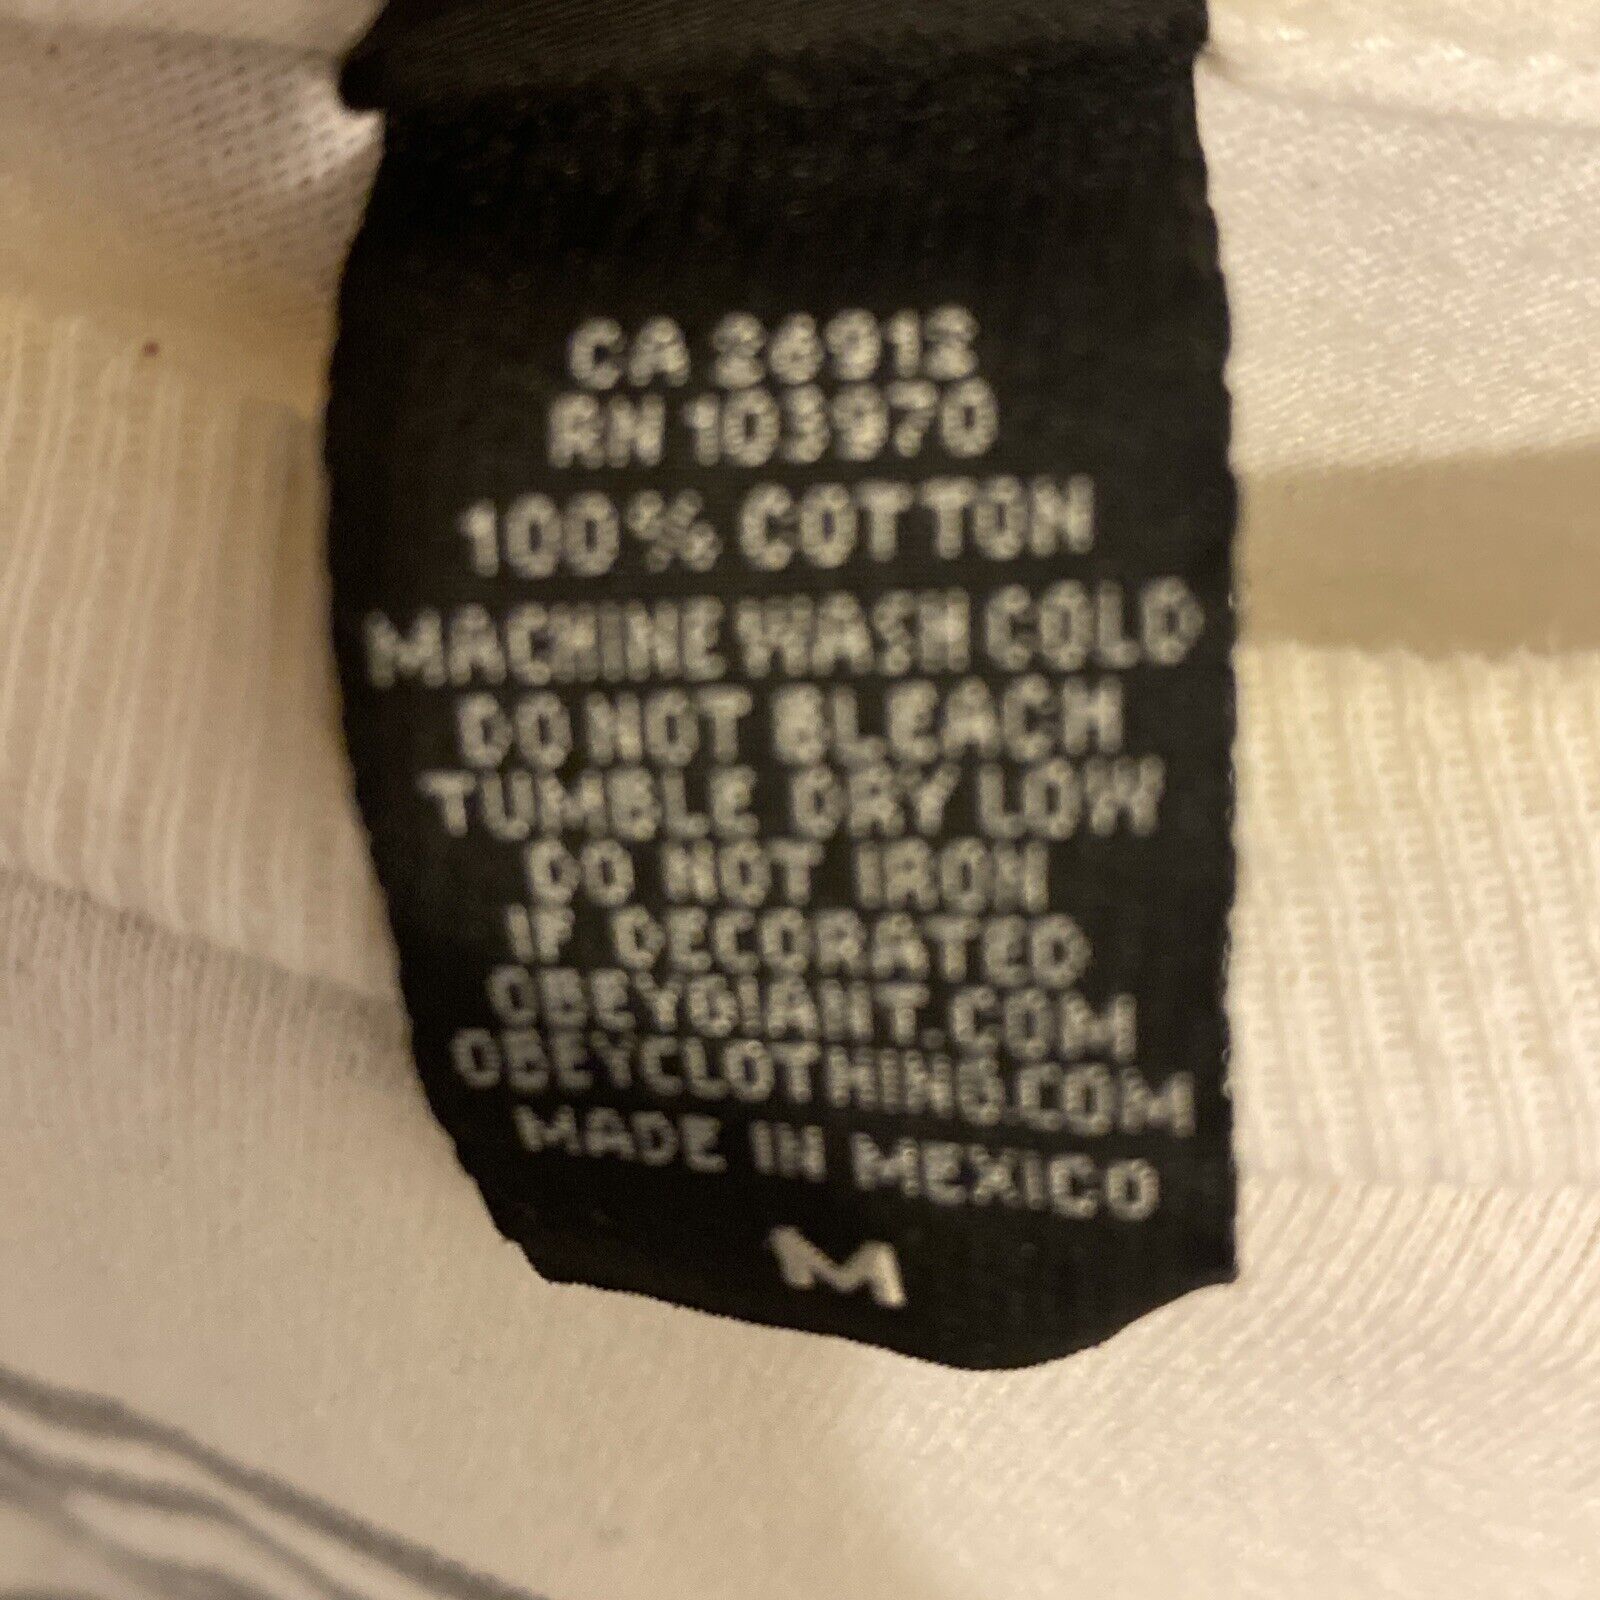 CA 26912
RN 103970
100% COTTON
MACHINE WASH COLD
DO NOT BLEACH
TUMBLE DRY LOW
DO NOT IRON
IF DECORATED
OBEYGIANT.COM
OBEYCLOTHING.COM
MADE IN MEXICO
M